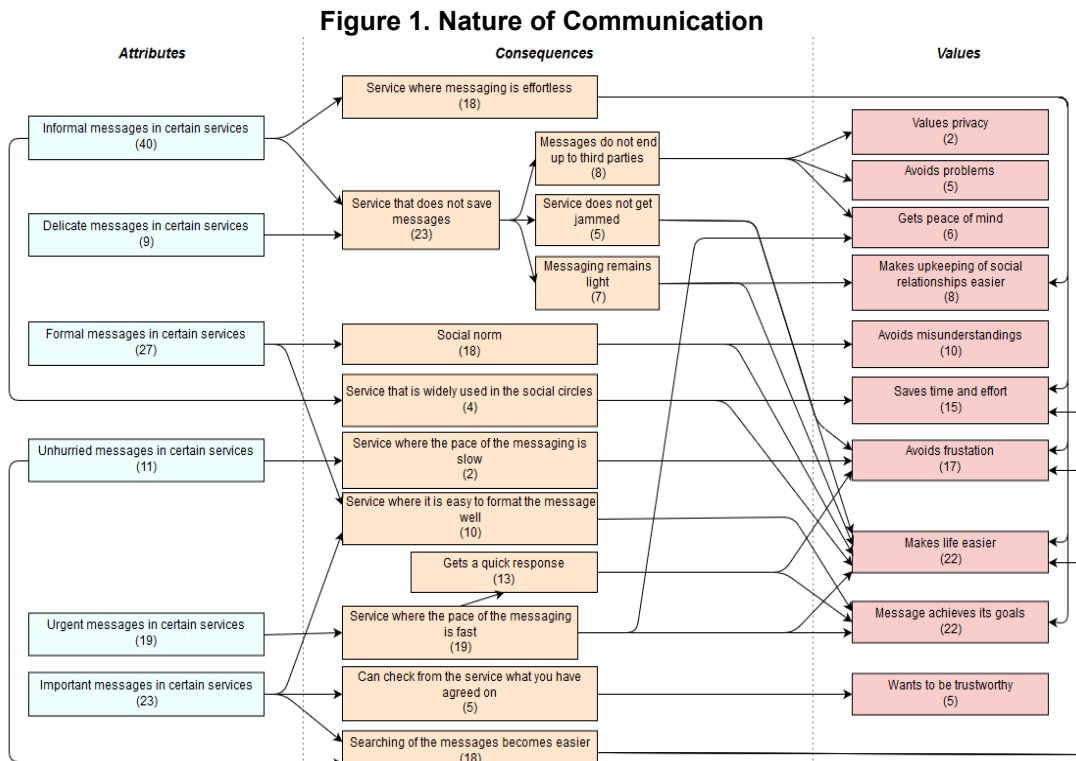 Figure 1. Nature of Communication
Attributes
Consequences
Values
Informal messages in certain services
(40)
Delicate messages in certain services
(9)
Formal messages in certain services
(27)
Unhurried messages in certain services
(11)
Urgent messages in certain services
(19)
Important messages in certain services
(23)
Service where messaging is effortless
(18)
Service that does not save
messages
(23)
Messages do not end
up to third parties
(8)
Service does not get
jammed
(5)
Messaging remains
light
(7)
Social norm
(18)
Service that is widely used in the social circles
(4)
Service where the pace of the messaging is
slow
(2)
Service where it is easy to format the message
well
(10)
Gets a quick response
(13)
Service where the pace of the messaging
is fast
(19)
Can check from the service what you have
agreed on
(5)
Searching of the messages becomes easier
(18)
Values privacy
(2)
Avoids problems
(5)
Gets peace of mind
(6)
Makes upkeeping of social
relationships easier
(8)
Avoids misunderstandings
(10)
Saves time and effort
(15)
Avoids frustation
(17)
Makes life easier
(22)
Message achieves its goals
(22)
Wants to be trustworthy
(5)